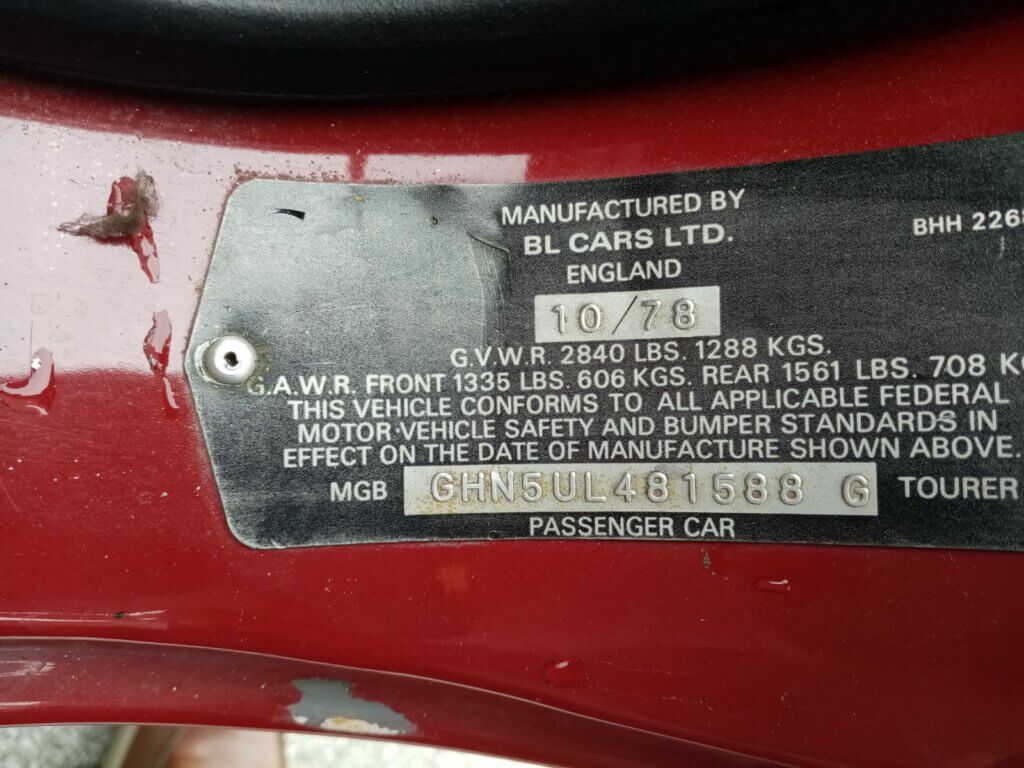 MANUFACTURED BY
BL CARS LTD.
BHH 226
ENGLAND
10/78
G.V.W.R. 2840 LBS. 1288 KGS.
G.A.W.R. FRONT 1335 LBS. 606 KGS. REAR 1561 LBS. 708 K
THIS VEHICLE CONFORMS TO ALL APPLICABLE FEDERAL
MOTOR VEHICLE SAFETY AND BUMPER STANDARDS IN
EFFECT ON THE DATE OF MANUFACTURE SHOWN ABOVE.
MGB GHN5UL481588 G TOURER
PASSENGER CAR